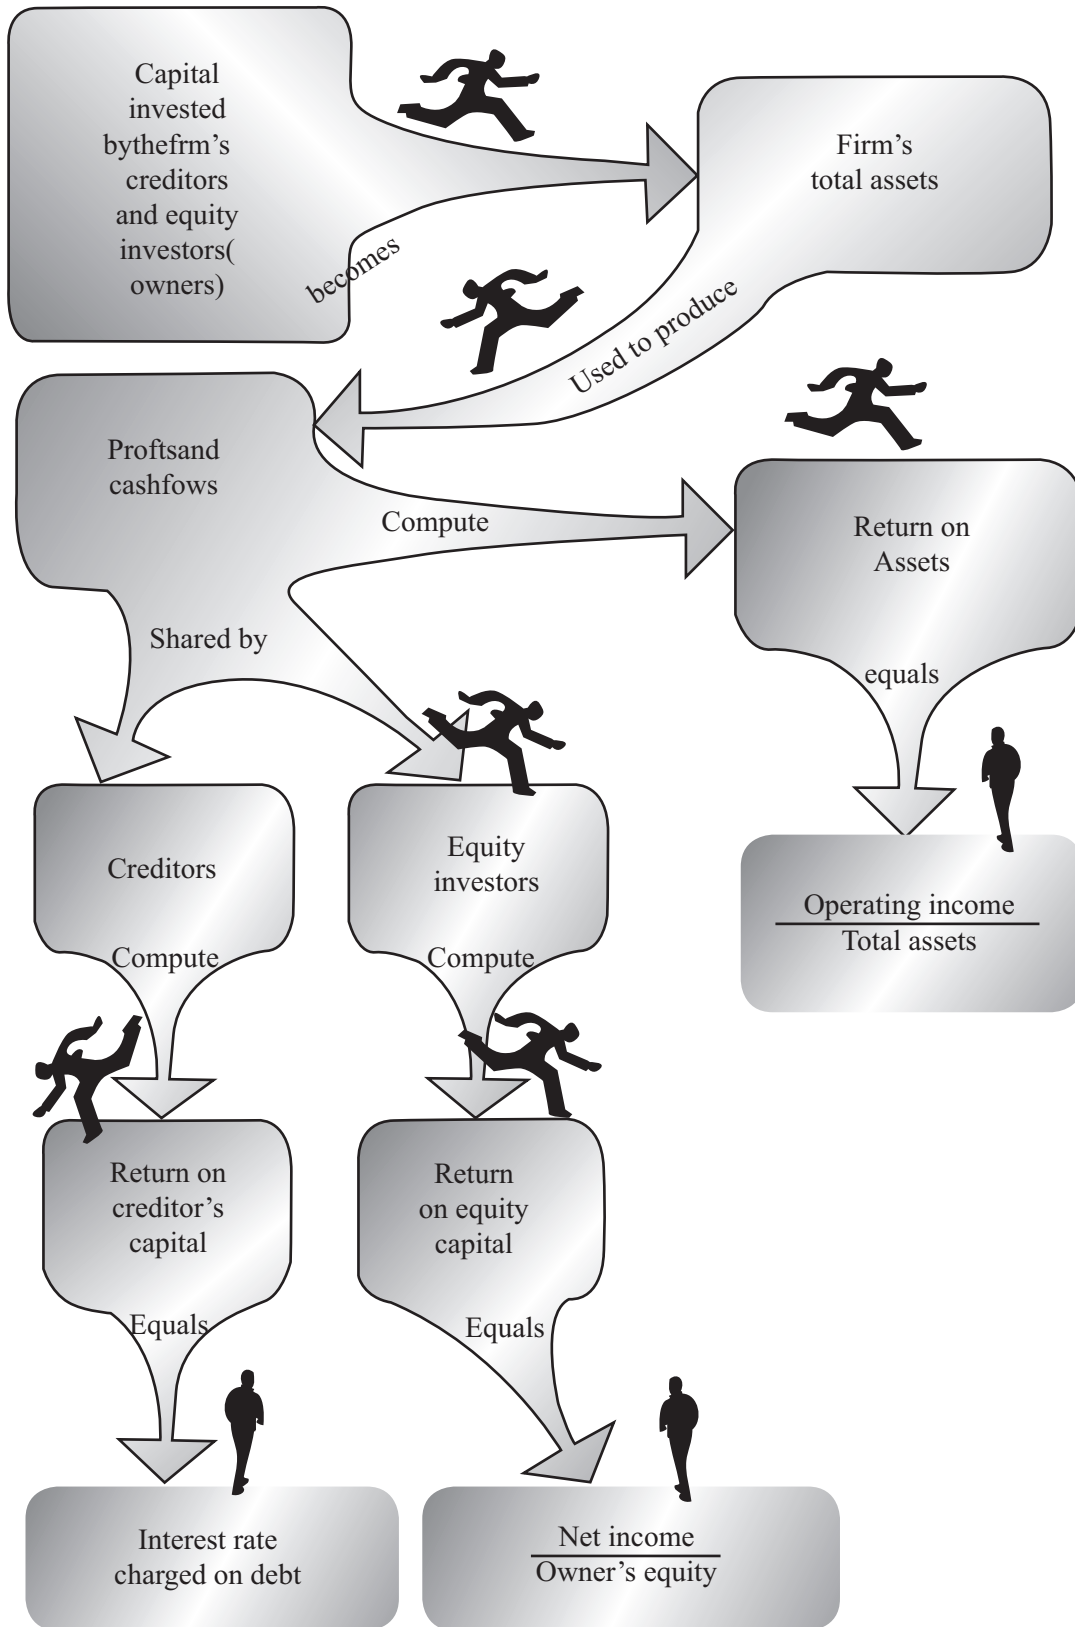 Capital
invested
bythefrm’s
creditors
and equity
investors(
owners)
becomes
Firm’s
total assets
Used to produce
Proftsand
cashfows
Compute
Return on
Assets
equals
Operating income
Total assets
Shared by
Creditors
Compute
Return on
creditor’s
capital
Equals
Interest rate
charged on debt
Equity
investors
Compute
Return
on equity
capital
Equals
Net income
Owner’s equity